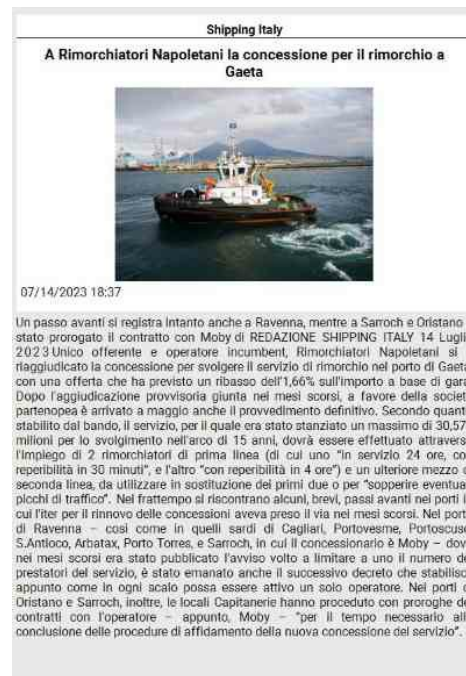 Shipping Italy
A Rimorchiatori Napoletani la concessione per il rimorchio a
Gaeta
07/14/2023 18:37
Un passo avanti si registra intanto anche a Ravenna, mentre a Sarroch e Oristano
stato prorogato il contratto con Moby di REDAZIONE SHIPPING ITALY 14 Lugli
2023 Unico offerente e operatore incumbent, Rimorchiatori Napoletani si
riaggiudicato la concessione per svolgere il servizio di rimorchio nel porto di Gaeta
con una offerta che ha previsto un ribasso dell'1,66% sull'importo a base di gara
Dopo l'aggiudicazione provvisoria giunta nei mesi scorsi, a favore della societ
partenopea è arrivato a maggio anche il provvedimento definitivo. Secondo quant
stabilito dal bando, il servizio, per il quale era stato stanziato un massimo di 30,57
milioni per lo svolgimento nell'arco di 15 anni, dovrà essere effettuato attravers
l'impiego di 2 rimorchiatori di prima linea (di cui uno "in servizio 24 ore, co
reperibilità in 30 minuti", e l'altro "con reperibilità in 4 ore") e un ulteriore mezzo
seconda linea, da utilizzare in sostituzione dei primi due o per "sopperire eventua
picchi di traffico". Nel frattempo si riscontrano alcuni, brevi, passi avanti nei porti i
cui l'iter per il rinnovo delle concessioni aveva preso il via nei mesi scorsi. Nel port
di Ravenna – così come in quelli sardi di Cagliari, Portovesme, Portoscus
S.Antioco, Arbatax, Porto Torres, e Sarroch, in cui il concessionario è Moby – dov
nei mesi scorsi era stato pubblicato l'avviso volto a limitare a uno il numero de
prestatori del servizio, è stato emanato anche il successivo decreto che stabilisc
appunto come in ogni scalo possa essere attivo un solo operatore. Nei porti d
Oristano e Sarroch, inoltre, le locali Capitanerie hanno proceduto con proroghe de
contratti con l'operatore – appunto, Moby – "per il tempo necessario all
conclusione delle procedure di affidamento della nuova concessione del servizio".